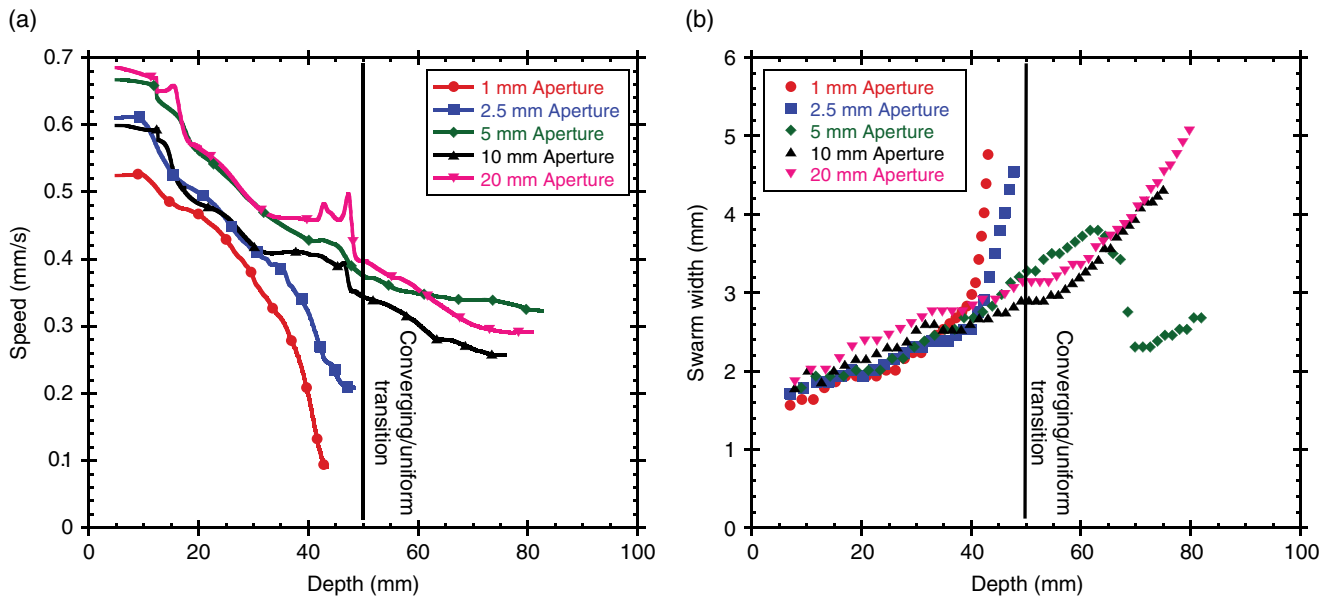 (a)
0.7
0.6
0.5
0.4
0.3
0.2
0.1
0
Speed (mm/s)
1 mm Aperture
2.5 mm Aperture
5 mm Aperture
10 mm Aperture
20 mm Aperture
Converging/uniform
transition
0 20 40 60 80 100
Depth (mm)
(b)
6
5
4
3
2
1
0
Swarm width (mm)
1 mm Aperture
2.5 mm Aperture
5 mm Aperture
10 mm Aperture
20 mm Aperture
Converging/uniform
transition
0 20 40 60 80 100
Depth (mm)